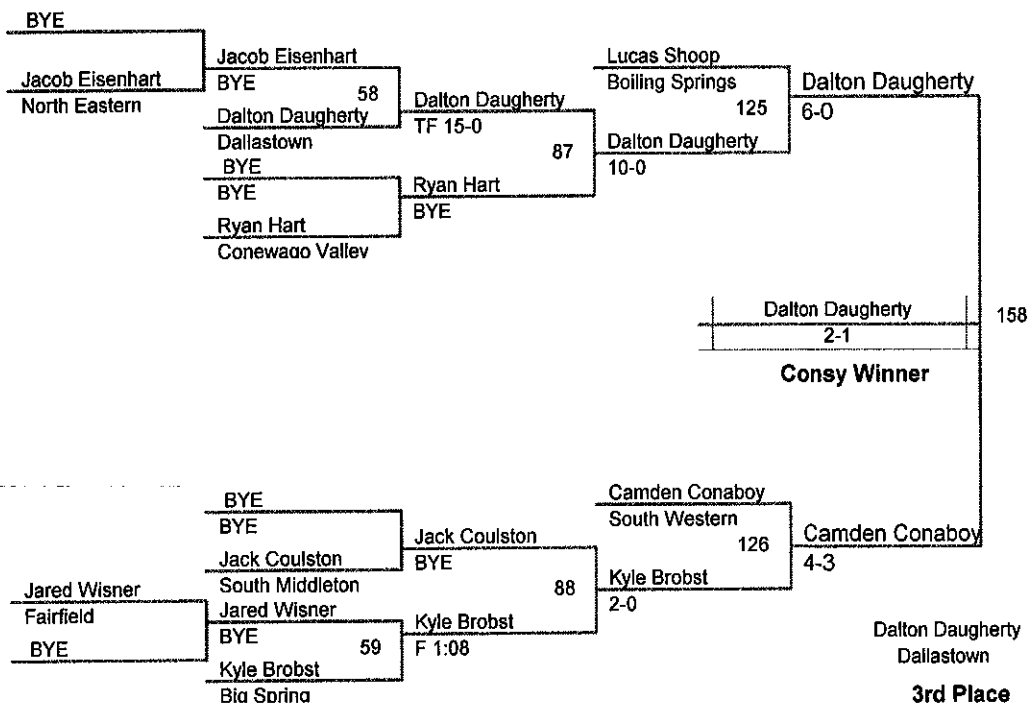 BYE
Jacob Eisenhart
North Eastern
Jacob Eisenhart
BYE
58
Dalton Daugherty
Dallastown
BYE
BYE
Ryan Hart
Conewago Valley
Dalton Daugherty
TF 15-0
87
Ryan Hart
BYE
Lucas Shoop
Boiling Springs
125
Dalton Daugherty
10-0
Dalton Daugherty
6-0
Dalton Daugherty
2-1
Consy Winner
158
BYE
BYE
Jack Coulston
South Middleton
Jared Wisner
Fairfield
BYE
Jared Wisner
BYE
59
Kyle Brobst
Big Spring
Jack Coulston
BYE
88
Kyle Brobst
F 1:08
Camden Conaboy
South Western
126
Kyle Brobst
2-0
Camden Conaboy
4-3
Dalton Daugherty
Dallastown
3rd Place